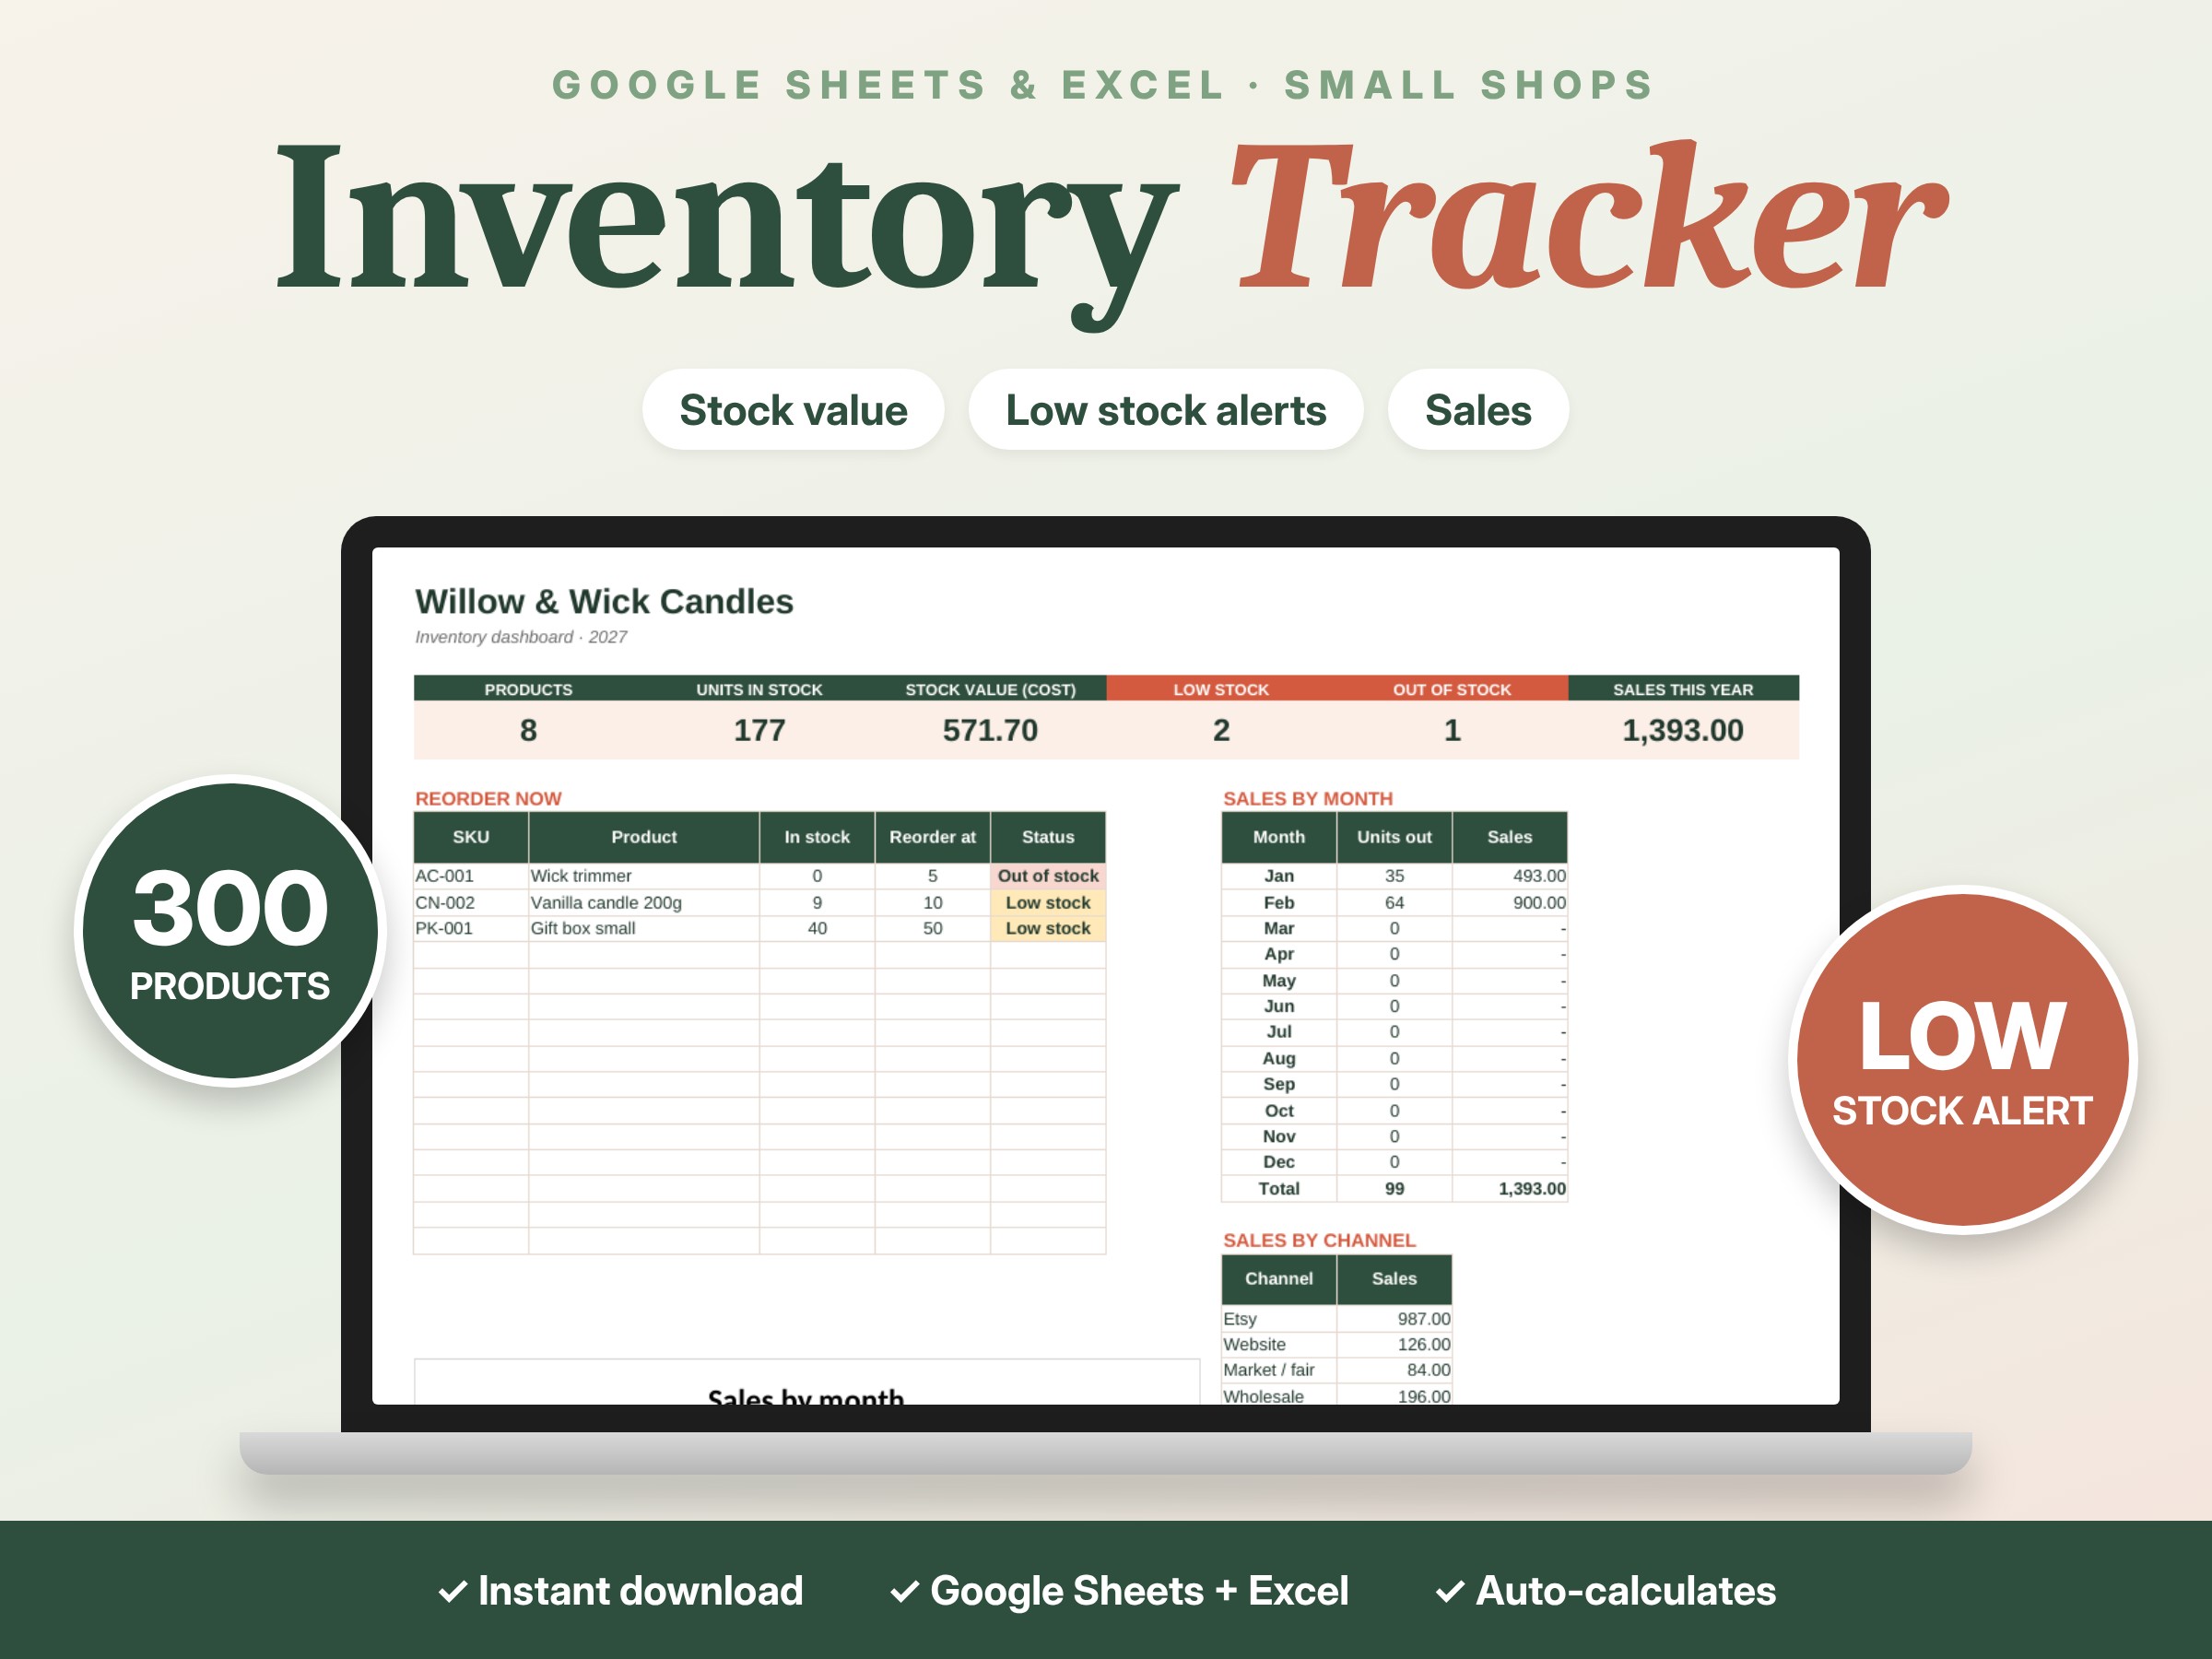 GOOGLE SHEETS & EXCEL · SMALL SHOPS
Inventory Tracker
Stock value
Low stock alerts
Sales
Willow & Wick Candles
Inventory dashboard · 2027
PRODUCTS UNITS IN STOCK STOCK VALUE (COST) LOW STOCK OUT OF STOCK SALES THIS YEAR
8 177 571.70 2 1 1,393.00
REORDER NOW
SKU Product In stock Reorder at Status
AC-001 Wick trimmer 0 5 Out of stock
CN-002 Vanilla candle 200g 9 10 Low stock
PK-001 Gift box small 40 50 Low stock
SALES BY MONTH
Month Units out Sales
Jan 35 493.00
Feb 64 900.00
Mar 0 -
Apr 0 -
May 0 -
Jun 0 -
Jul 0 -
Aug 0 -
Sep 0 -
Oct 0 -
Nov 0 -
Dec 0 -
Total 99 1,393.00
SALES BY CHANNEL
Channel Sales
Etsy 987.00
Website 126.00
Market / fair 84.00
Wholesale 196.00
Sales by month
300
PRODUCTS
LOW
STOCK ALERT
✓ Instant download
✓ Google Sheets + Excel
✓ Auto-calculates